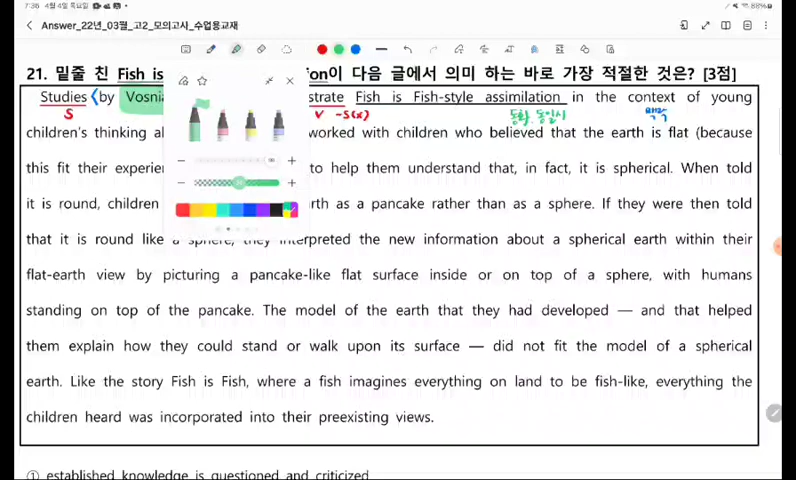 7:36 4월 4일 목요일
88%
Answer_22년_03월_고2_모의고사_수업용교재
21. 밑줄 친 Fish is on이 다음 글에서 의미 하는 바로 가장 적절한 것은? [3점]
Studies <by Vosni strate Fish is Fish-style assimilation in the context of young
S V -S(X) 동화, 동일시 맥락
children's thinking a worked with children who believed that the earth is flat (because
this fit their experie to help them understand that, in fact, it is spherical. When told
it is round, children rth as a pancake rather than as a sphere. If they were then told
that it is round like a sphere, they interpreted the new information about a spherical earth within their
flat-earth view by picturing a pancake-like flat surface inside or on top of a sphere, with humans
standing on top of the pancake. The model of the earth that they had developed — and that helped
them explain how they could stand or walk upon its surface — did not fit the model of a spherical
earth. Like the story Fish is Fish, where a fish imagines everything on land to be fish-like, everything the
children heard was incorporated into their preexisting views.
① established knowledge is questioned and criticized